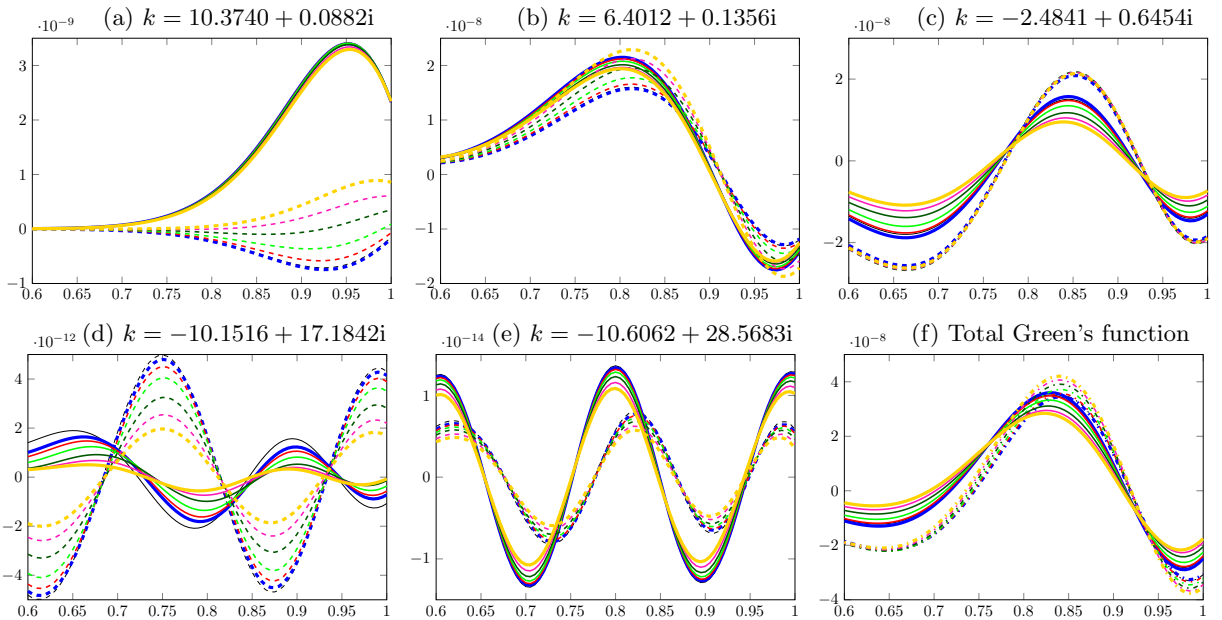 ·10⁻⁹ (a) k = 10.3740 + 0.0882i
3
2
1
0
−1
0.6 0.65 0.7 0.75 0.8 0.85 0.9 0.95 1
·10⁻⁸ (b) k = 6.4012 + 0.1356i
2
1
0
−1
−2
0.6 0.65 0.7 0.75 0.8 0.85 0.9 0.95 1
·10⁻⁸ (c) k = −2.4841 + 0.6454i
2
0
−2
0.6 0.65 0.7 0.75 0.8 0.85 0.9 0.95 1
·10⁻¹² (d) k = −10.1516 + 17.1842i
4
2
0
−2
−4
0.6 0.65 0.7 0.75 0.8 0.85 0.9 0.95 1
·10⁻¹⁴ (e) k = −10.6062 + 28.5683i
1
0
−1
0.6 0.65 0.7 0.75 0.8 0.85 0.9 0.95 1
·10⁻⁸ (f) Total Green's function
4
2
0
−2
−4
0.6 0.65 0.7 0.75 0.8 0.85 0.9 0.95 1